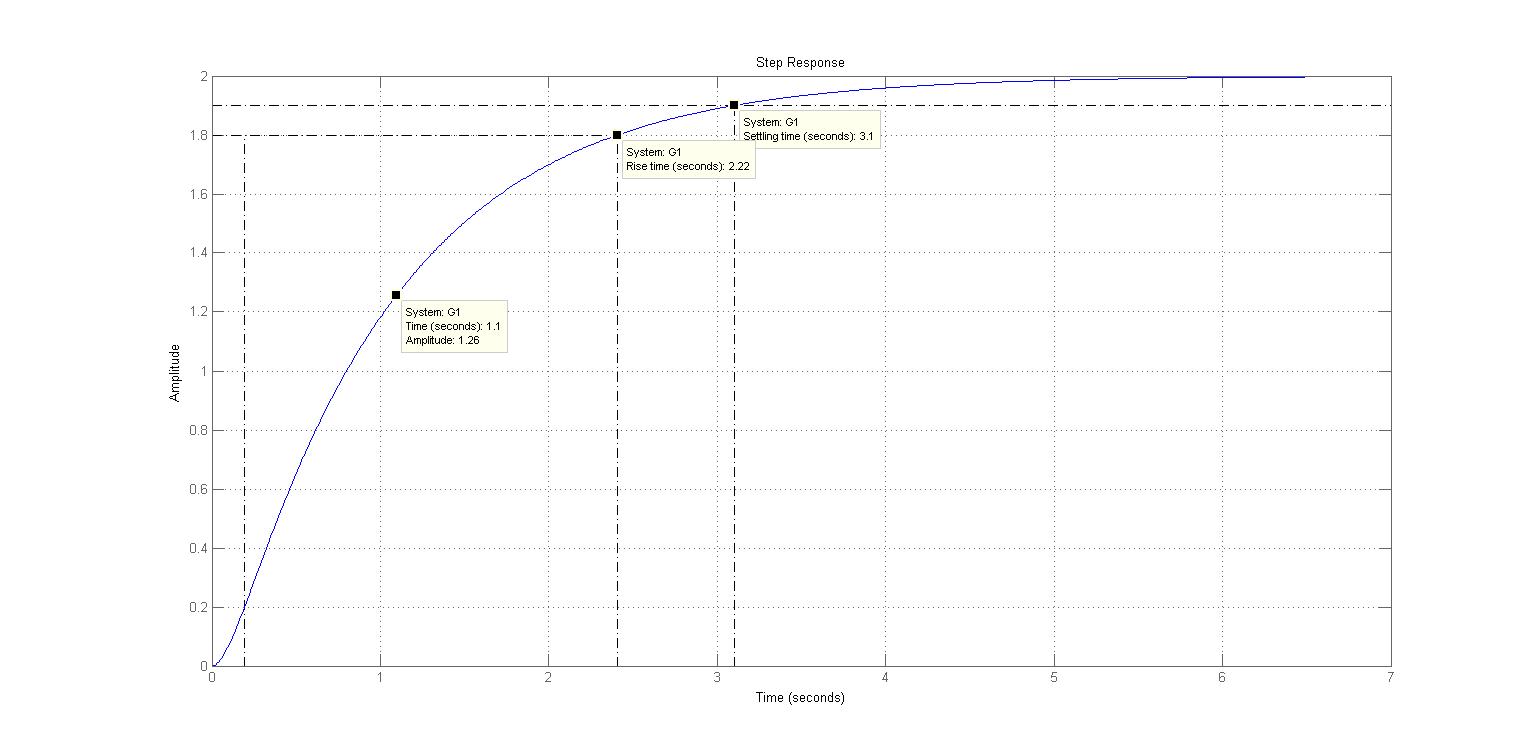 Step Response
2
System: G1
Settling time (seconds): 3.1
1.8
System: G1
Rise time (seconds): 2.22
1.6
1.4
1.2
System: G1
Time (seconds): 1.1
Amplitude: 1.26
1
Amplitude
0.8
0.6
0.4
0.2
0
0 1 2 3 4 5 6 7
Time (seconds)